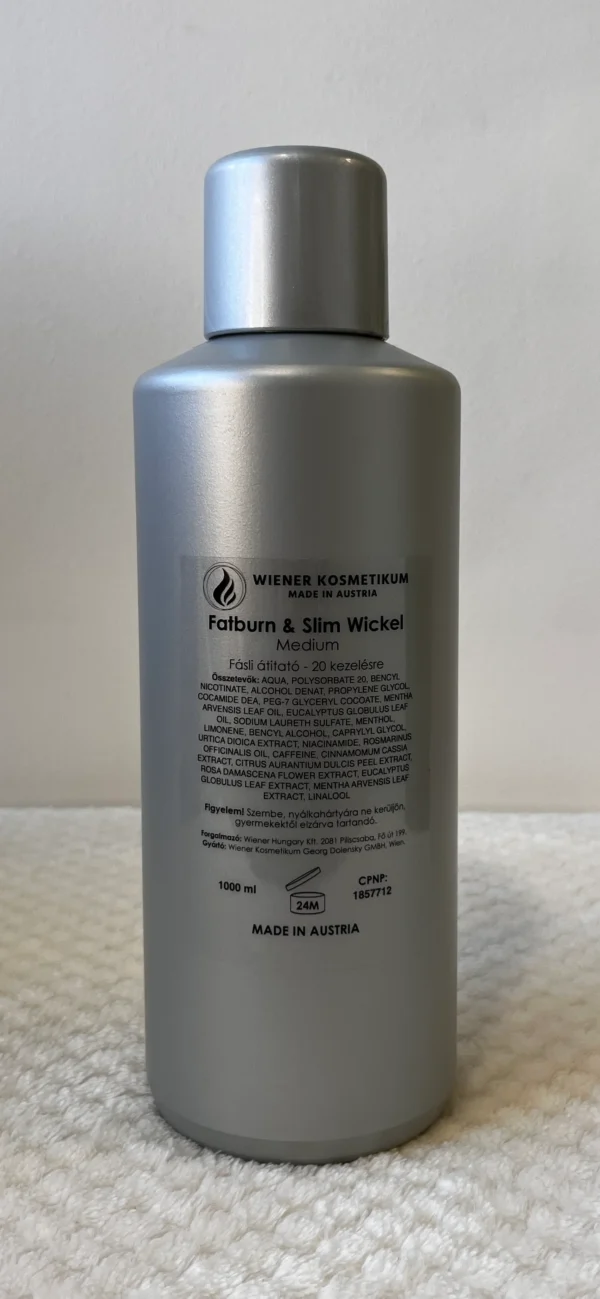 WIENER KOSMETIKUM
MADE IN AUSTRIA
Fatburn & Slim Wickel
Medium
Fásli átitató - 20 kezelésre
Összetevők: AQUA, POLYSORBATE 20, BENCYL
NICOTINATE, ALCOHOL DENAT, PROPYLENE GLYCOL,
COCAMIDE DEA, PEG-7 GLYCERYL COCOATE, MENTHA
ARVENSIS LEAF OIL, EUCALYPTUS GLOBULUS LEAF
OIL, SODIUM LAURETH SULFATE, MENTHOL,
LIMONENE, BENCYL ALCOHOL, CAPRYLYL GLYCOL,
URTICA DIOICA EXTRACT, NIACINAMIDE, ROSMARINUS
OFFICINALIS OIL, CAFFEINE, CINNAMOMUM CASSIA
EXTRACT, CITRUS AURANTIUM DULCIS PEEL EXTRACT,
ROSA DAMASCENA FLOWER EXTRACT, EUCALYPTUS
GLOBULUS LEAF EXTRACT, MENTHA ARVENSIS LEAF
EXTRACT, LINALOOL
Figyelem! Szembe, nyálkahártyára ne kerüljön,
gyermekektől elzárva tartandó.
Forgalmazó: Wiener Hungary Kft. 2081 Piliscsaba, Fő út 199.
Gyártó: Wiener Kosmetikum Georg Dolensky GMBH. Wien.
1000 ml
24M
CPNP:
1857712
MADE IN AUSTRIA